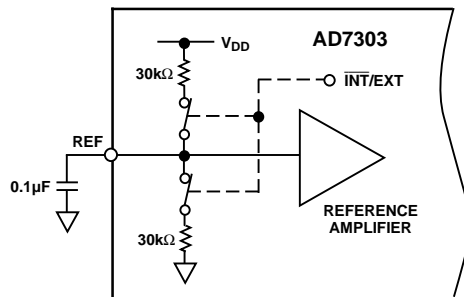 AD7303
V_DD
30kΩ
INT/EXT
REF
0.1µF
REFERENCE
AMPLIFIER
30kΩ